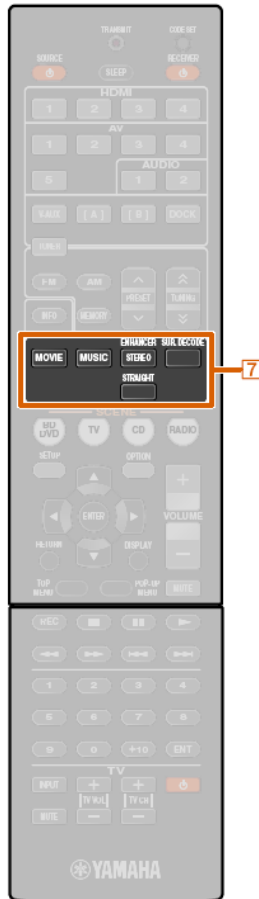 TRANSMIT CODE SET
SOURCE RECEIVER
SLEEP
HDMI
1 2 3 4
AV
1 2 3 4
AUDIO
5 1 2
V-AUX [ A ] [ B ] DOCK
TUNER
FM AM PRESET TUNING
INFO MEMORY
ENHANCER SUR. DECODE
MOVIE MUSIC STEREO
7
STRAIGHT
SCENE
BD DVD TV CD RADIO
SETUP OPTION
ENTER VOLUME
RETURN DISPLAY
TOP MENU POP-UP MENU MUTE
REC
1 2 3 4
5 6 7 8
9 0 +10 ENT
TV
INPUT + +
TV VOL TV CH
MUTE - -
YAMAHA